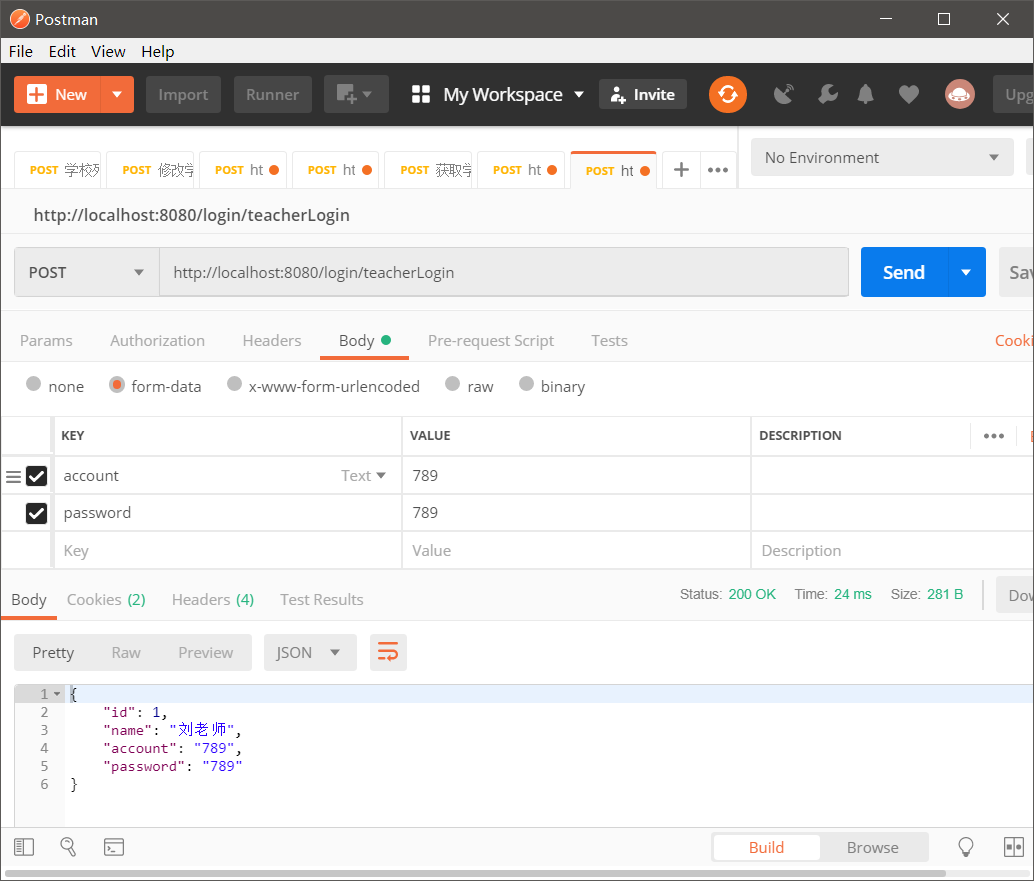 Postman
File Edit View Help
New Import Runner My Workspace Invite Upg
POST 学校列 POST 修改学 POST ht POST ht POST 获取学 POST ht POST ht No Environment
http://localhost:8080/login/teacherLogin
POST http://localhost:8080/login/teacherLogin Send Sav
Params Authorization Headers Body Pre-request Script Tests Cooki
none form-data x-www-form-urlencoded raw binary
KEY VALUE DESCRIPTION
account Text 789
password 789
Key Value Description
Body Cookies (2) Headers (4) Test Results Status: 200 OK Time: 24 ms Size: 281 B Dow
Pretty Raw Preview JSON
1 {
2 "id": 1,
3 "name": "刘老师",
4 "account": "789",
5 "password": "789"
6 }
Build Browse